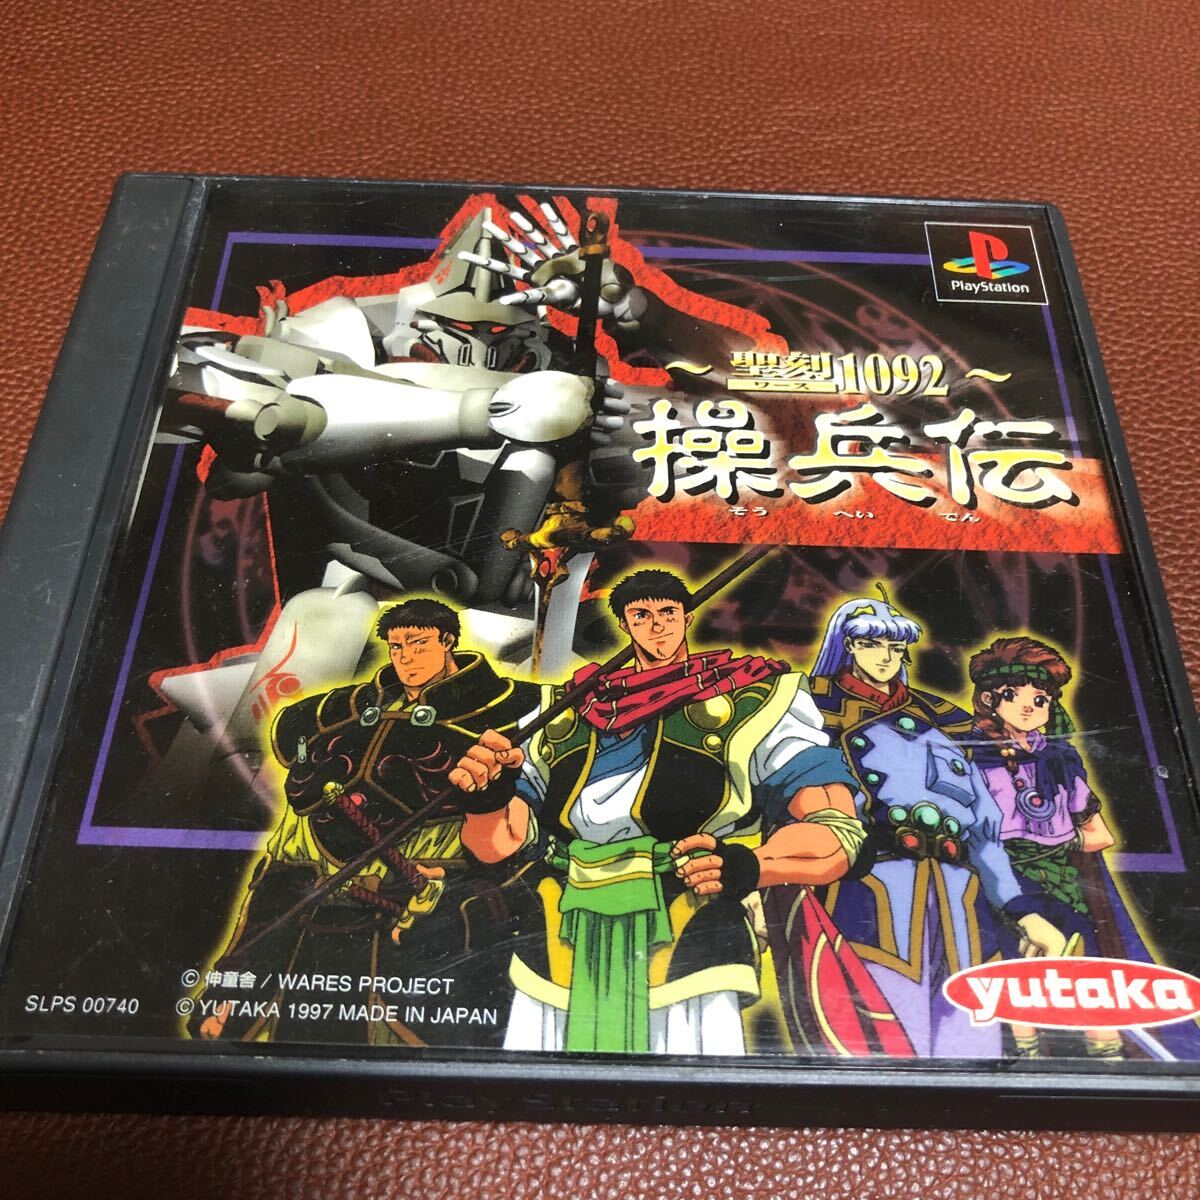 PlayStation
～聖刻1092～
ワース
操兵伝
そう へい でん
© 伸童舎 / WARES PROJECT
SLPS 00740
© YUTAKA 1997 MADE IN JAPAN
yutaka
PlayStation